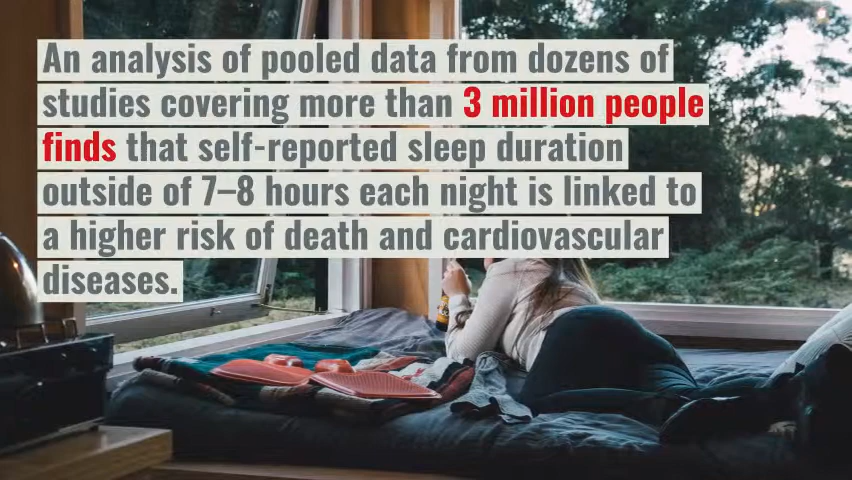 An analysis of pooled data from dozens of
studies covering more than 3 million people
finds that self-reported sleep duration
outside of 7–8 hours each night is linked to
a higher risk of death and cardiovascular
diseases.